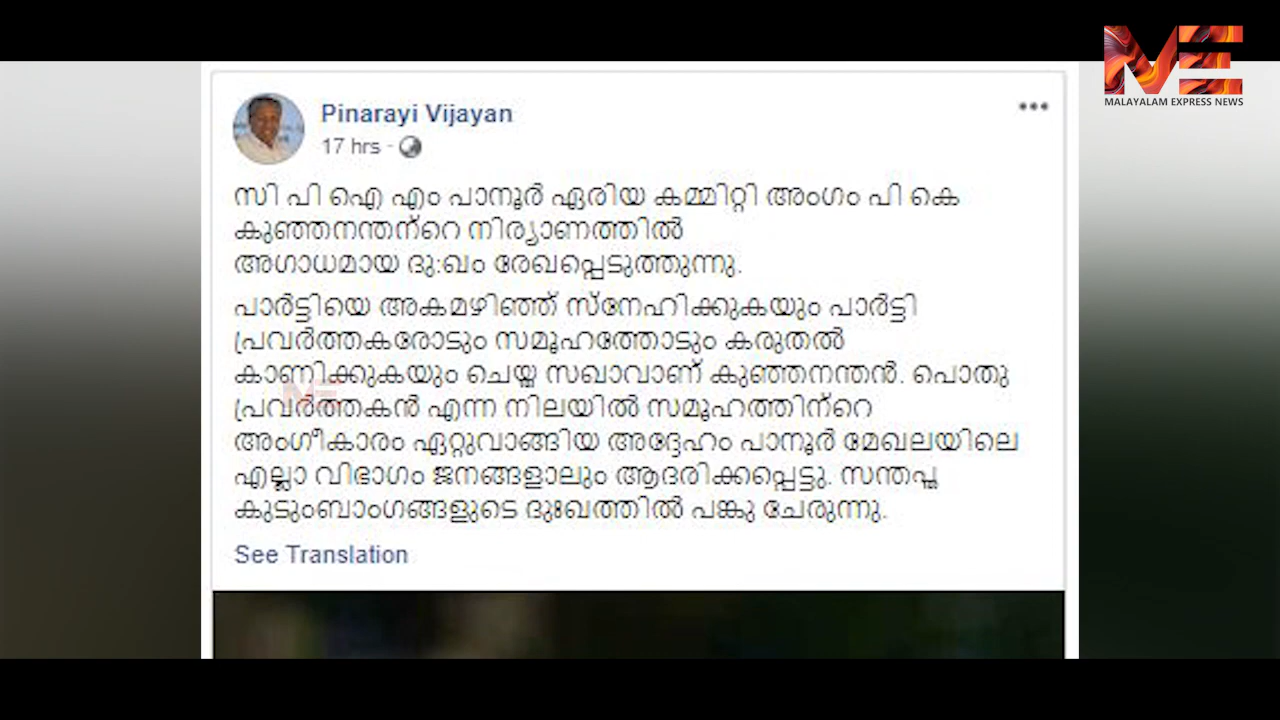 ME
MALAYALAM EXPRESS NEWS
Pinarayi Vijayan
17 hrs ·
സി പി ഐ എം പാനൂർ ഏരിയ കമ്മിറ്റി അംഗം പി കെ
കുഞ്ഞനന്തന്റെ നിര്യാണത്തിൽ
അഗാധമായ ദു:ഖം രേഖപ്പെടുത്തുന്നു.
പാർട്ടിയെ അകമഴിഞ്ഞ് സ്നേഹിക്കുകയും പാർട്ടി
പ്രവർത്തകരോടും സമൂഹത്തോടും കരുതൽ
കാണിക്കുകയും ചെയ്ത സഖാവാണ് കുഞ്ഞനന്തൻ. പൊതു
പ്രവർത്തകൻ എന്ന നിലയിൽ സമൂഹത്തിന്റെ
അംഗീകാരം ഏറ്റുവാങ്ങിയ അദ്ദേഹം പാനൂർ മേഖലയിലെ
എല്ലാ വിഭാഗം ജനങ്ങളാലും ആദരിക്കപ്പെട്ടു. സന്തപ്ത
കുടുംബാംഗങ്ങളുടെ ദുഃഖത്തിൽ പങ്കു ചേരുന്നു.
See Translation